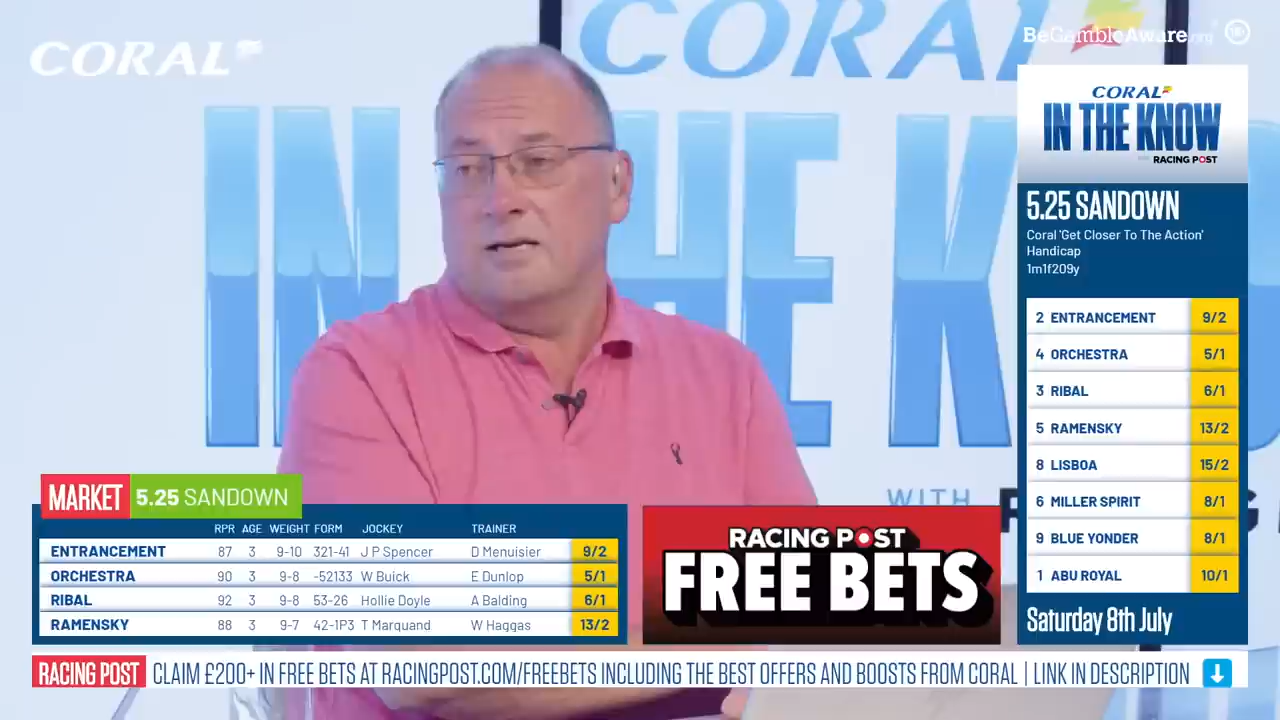 CORAL
CORAL
BeGambleAware.org 18+
IN THE KNOW
WITH
CORAL
IN THE KNOW
WITH RACING POST
5.25 SANDOWN
Coral 'Get Closer To The Action'
Handicap
1m1f209y
2 ENTRANCEMENT 9/2
4 ORCHESTRA 5/1
3 RIBAL 6/1
5 RAMENSKY 13/2
8 LISBOA 15/2
6 MILLER SPIRIT 8/1
9 BLUE YONDER 8/1
1 ABU ROYAL 10/1
Saturday 8th July
MARKET 5.25 SANDOWN
RPR AGE WEIGHT FORM JOCKEY TRAINER
ENTRANCEMENT 87 3 9-10 321-41 J P Spencer D Menuisier 9/2
ORCHESTRA 90 3 9-8 -52133 W Buick E Dunlop 5/1
RIBAL 92 3 9-8 53-26 Hollie Doyle A Balding 6/1
RAMENSKY 88 3 9-7 42-1P3 T Marquand W Haggas 13/2
RACING POST
FREE BETS
RACING POST CLAIM £200+ IN FREE BETS AT RACINGPOST.COM/FREEBETS INCLUDING THE BEST OFFERS AND BOOSTS FROM CORAL | LINK IN DESCRIPTION